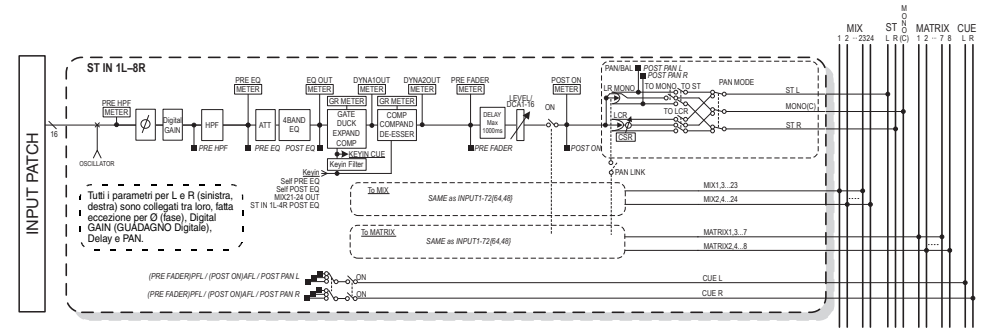 MIX ST MONO(C) MATRIX CUE
1 2 ··· 2324 L R (C) 1 2 ··· 7 8 L R
ST IN 1L–8R
INPUT PATCH
16
OSCILLATOR
PRE HPF
METER
Ø
Digital
GAIN
HPF
PRE HPF
PRE EQ
METER
ATT
4BAND
EQ
PRE EQ
POST EQ
EQ OUT
METER
DYNA1OUT
METER
DYNA2OUT
METER
GR METER
GATE
DUCK
EXPAND
COMP
GR METER
COMP
COMPAND
DE-ESSER
KEYIN CUE
Keyin Filter
Keyin
Self PRE EQ
Self POST EQ
MIX21-24 OUT
ST IN 1L-4R POST EQ
PRE FADER
METER
PRE FADER
DELAY
Max
1000ms
LEVEL/
DCA1-16
ON
POST ON
METER
POST ON
PAN/BAL
POST PAN L
POST PAN R
LR MONO
TO MONO
TO ST
PAN MODE
LCR
TO LCR
CSR
PAN LINK
ST L
MONO(C)
ST R
Tutti i parametri per L e R (sinistra,
destra) sono collegati tra loro, fatta
eccezione per Ø (fase), Digital
GAIN (GUADAGNO Digitale),
Delay e PAN.
To MIX
SAME as INPUT1-72{64,48}
MIX1,3...23
MIX2,4...24
To MATRIX
SAME as INPUT1-72{64,48}
MATRIX1,3...7
MATRIX2,4...8
(PRE FADER)PFL / (POST ON)AFL / POST PAN L
ON
CUE L
(PRE FADER)PFL / (POST ON)AFL / POST PAN R
ON
CUE R